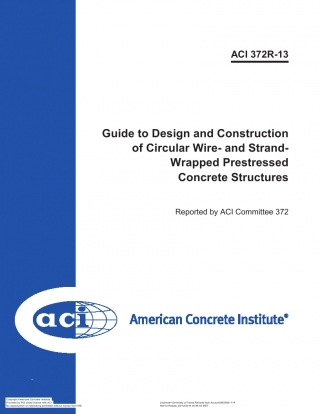 ACI 372R-13
Guide to Design and Construction
of Circular Wire- and Strand-
Wrapped Prestressed
Concrete Structures
Reported by ACI Committee 372
aci
American Concrete Institute®